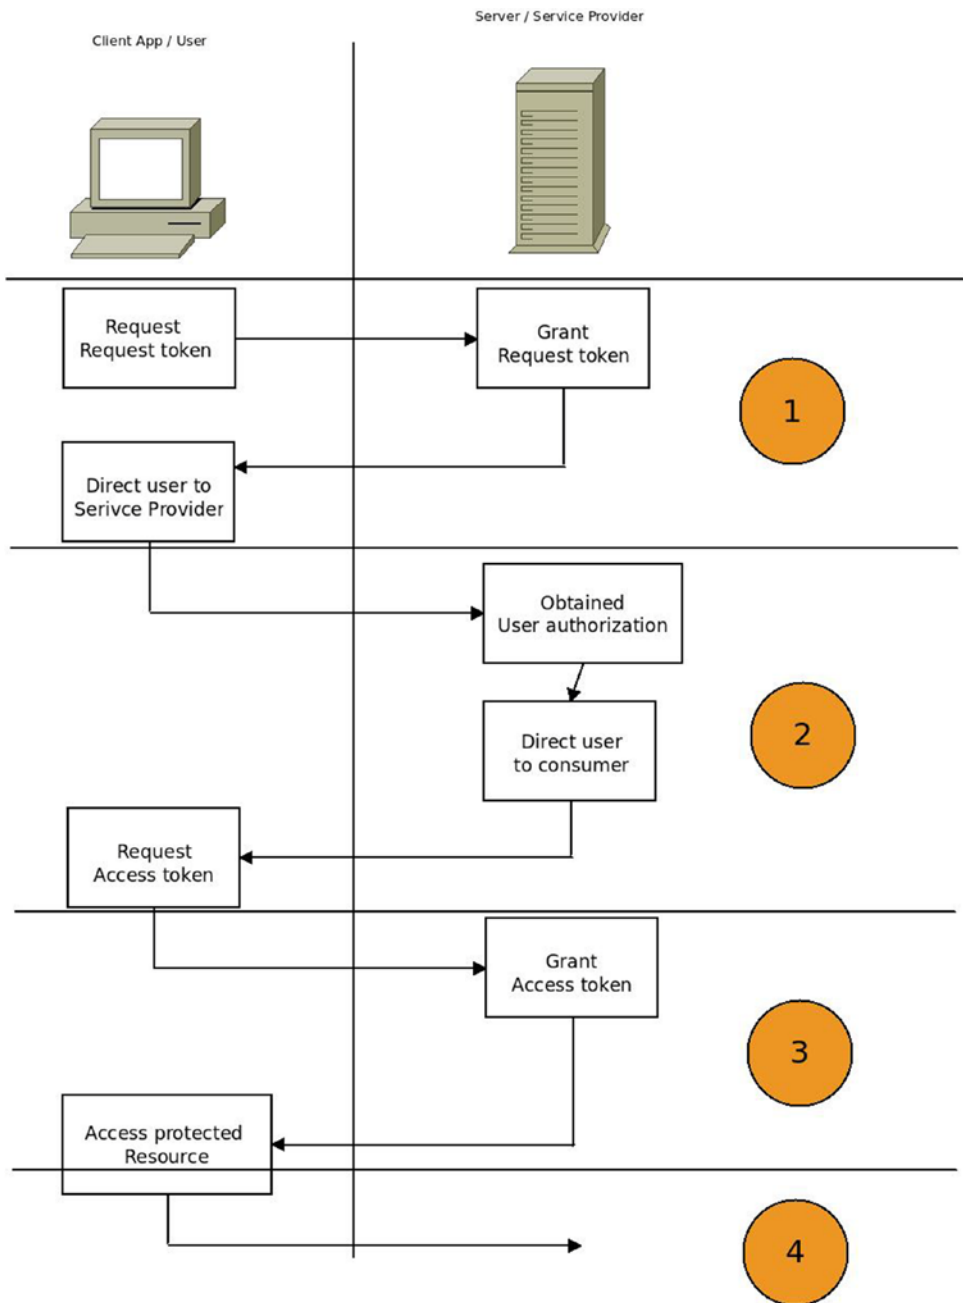 Client App / User
Server / Service Provider
Request
Request token
Grant
Request token
1
Direct user to
Serivce Provider
Obtained
User authorization
Direct user
to consumer
2
Request
Access token
Grant
Access token
3
Access protected
Resource
4